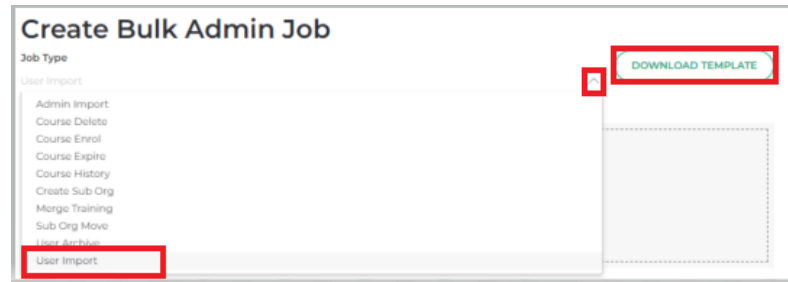 Create Bulk Admin Job
Job Type
DOWNLOAD TEMPLATE
User Import
Admin Import
Course Delete
Course Enrol
Course Expire
Course History
Create Sub Org
Merge Training
Sub Org Move
User Archive
User Import